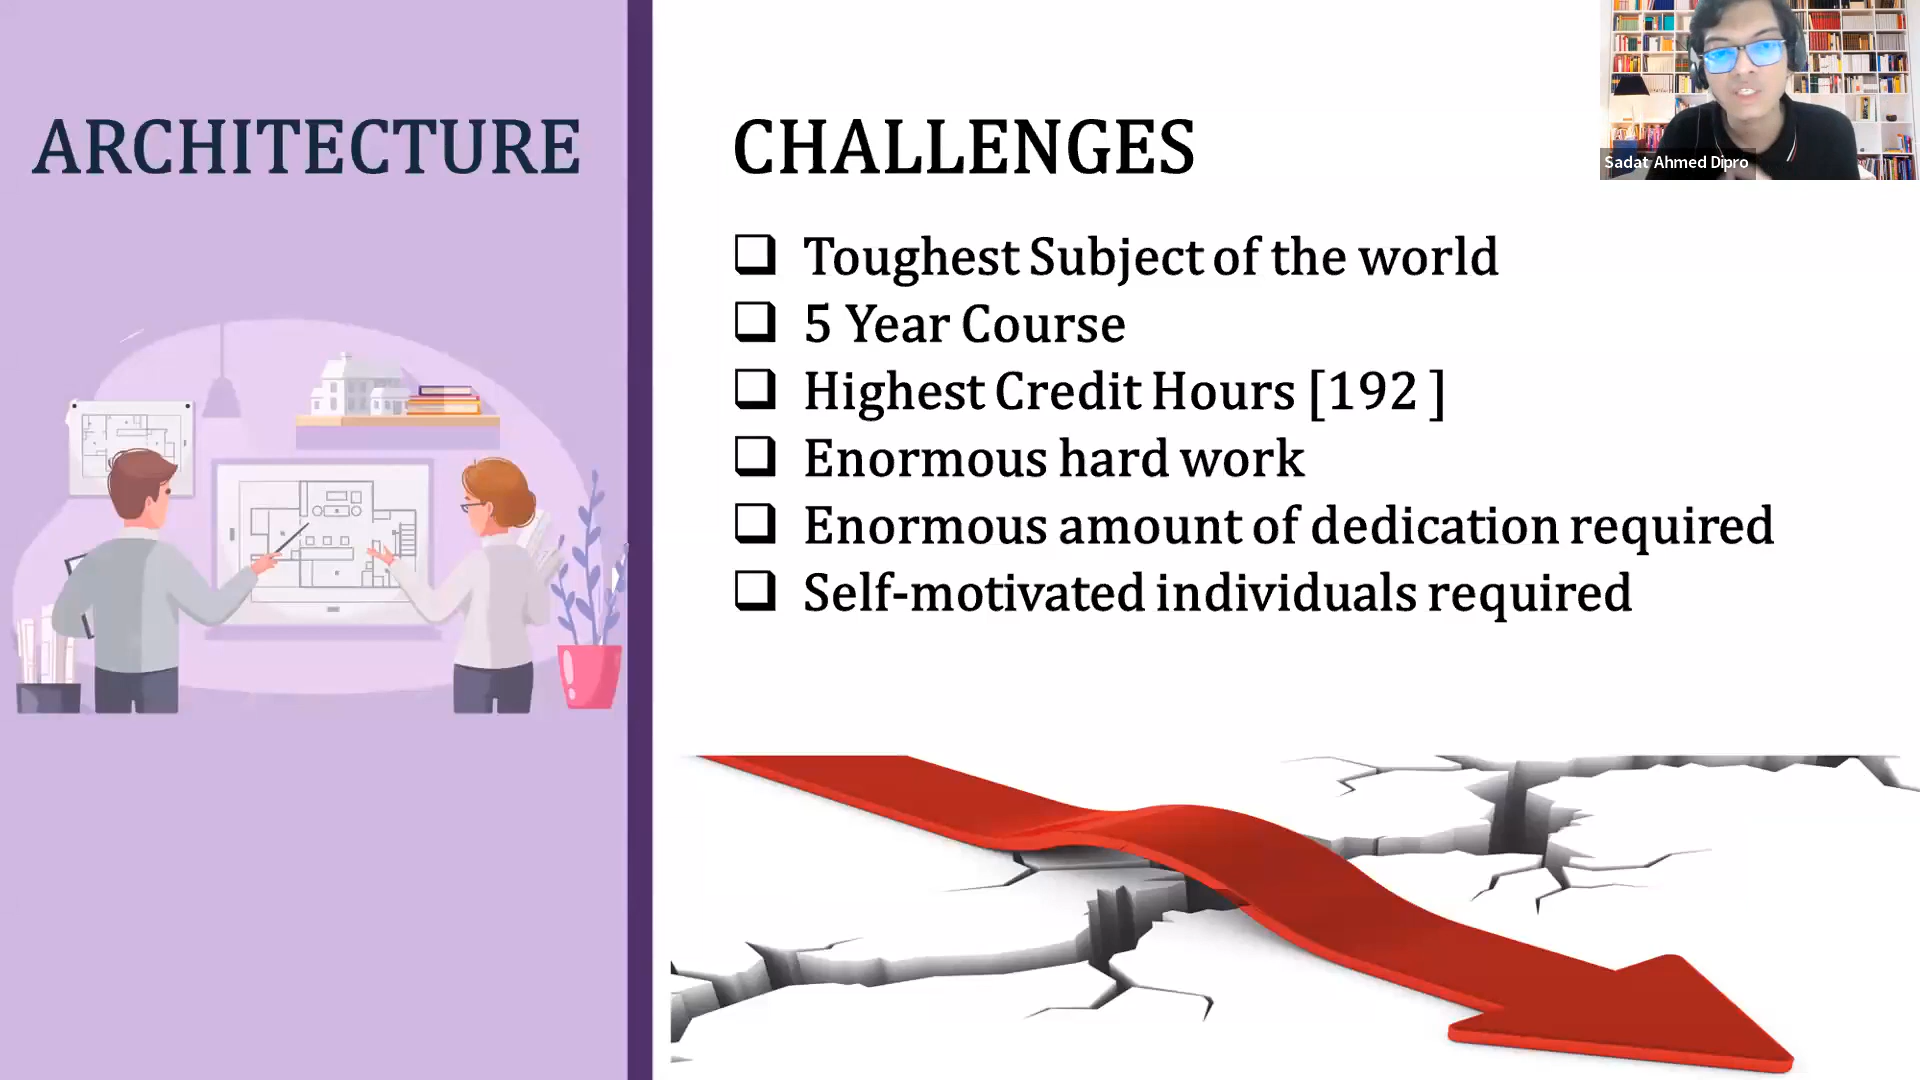 ARCHITECTURE
CHALLENGES
Toughest Subject of the world
5 Year Course
Highest Credit Hours [192 ]
Enormous hard work
Enormous amount of dedication required
Self-motivated individuals required
Sadat Ahmed Dipro